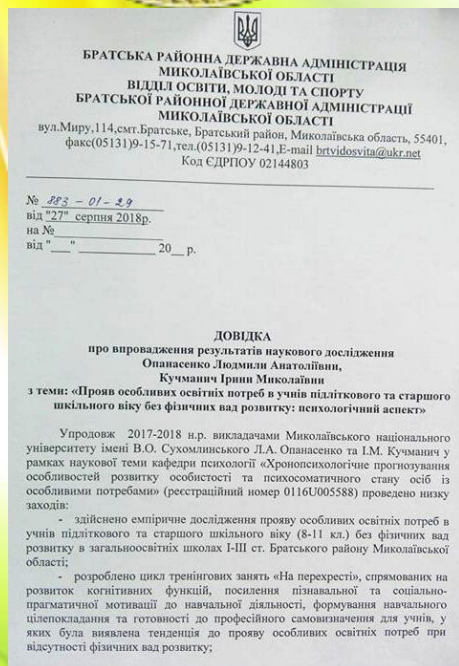 БРАТСЬКА РАЙОННА ДЕРЖАВНА АДМІНІСТРАЦІЯ
МИКОЛАЇВСЬКОЇ ОБЛАСТІ
ВІДДІЛ ОСВІТИ, МОЛОДІ ТА СПОРТУ
БРАТСЬКОЇ РАЙОННОЇ ДЕРЖАВНОЇ АДМІНІСТРАЦІЇ
МИКОЛАЇВСЬКОЇ ОБЛАСТІ
вул.Миру,114,смт.Братське, Братський район, Миколаївська область, 55401,
факс(05131)9-15-71,тел.(05131)9-12-41,E-mail brtvidosvita@ukr.net
Код ЄДРПОУ 02144803
№ 883-01-29
від "27" серпня 2018р.
на №
від "___" ____________ 20__ р.
ДОВІДКА
про впровадження результатів наукового дослідження
Опанасенко Людмили Анатоліївни,
Кучманич Ірини Миколаївни
з теми: «Прояв особливих освітніх потреб в учнів підліткового та старшого
шкільного віку без фізичних вад розвитку: психологічний аспект»
Упродовж 2017-2018 н.р. викладачами Миколаївського національного
університету імені В.О. Сухомлинського Л.А. Опанасенко та І.М. Кучманич у
рамках наукової теми кафедри психології «Хронопсихологічне прогнозування
особливостей розвитку особистості та психосоматичного стану осіб із
особливими потребами» (реєстраційний номер 0116U005588) проведено низку
заходів:
- здійснено емпіричне дослідження прояву особливих освітніх потреб в
учнів підліткового та старшого шкільного віку (8-11 кл.) без фізичних вад
розвитку в загальноосвітніх школах І-ІІІ ст. Братського району Миколаївської
області;
- розроблено цикл тренінгових занять «На перехресті», спрямованих на
розвиток когнітивних функцій, посилення пізнавальної та соціально-
прагматичної мотивації до навчальної діяльності, формування навчального
цілепокладання та готовності до професійного самовизначення для учнів, у
яких була виявлена тенденція до прояву особливих освітніх потреб при
відсутності фізичних вад розвитку;